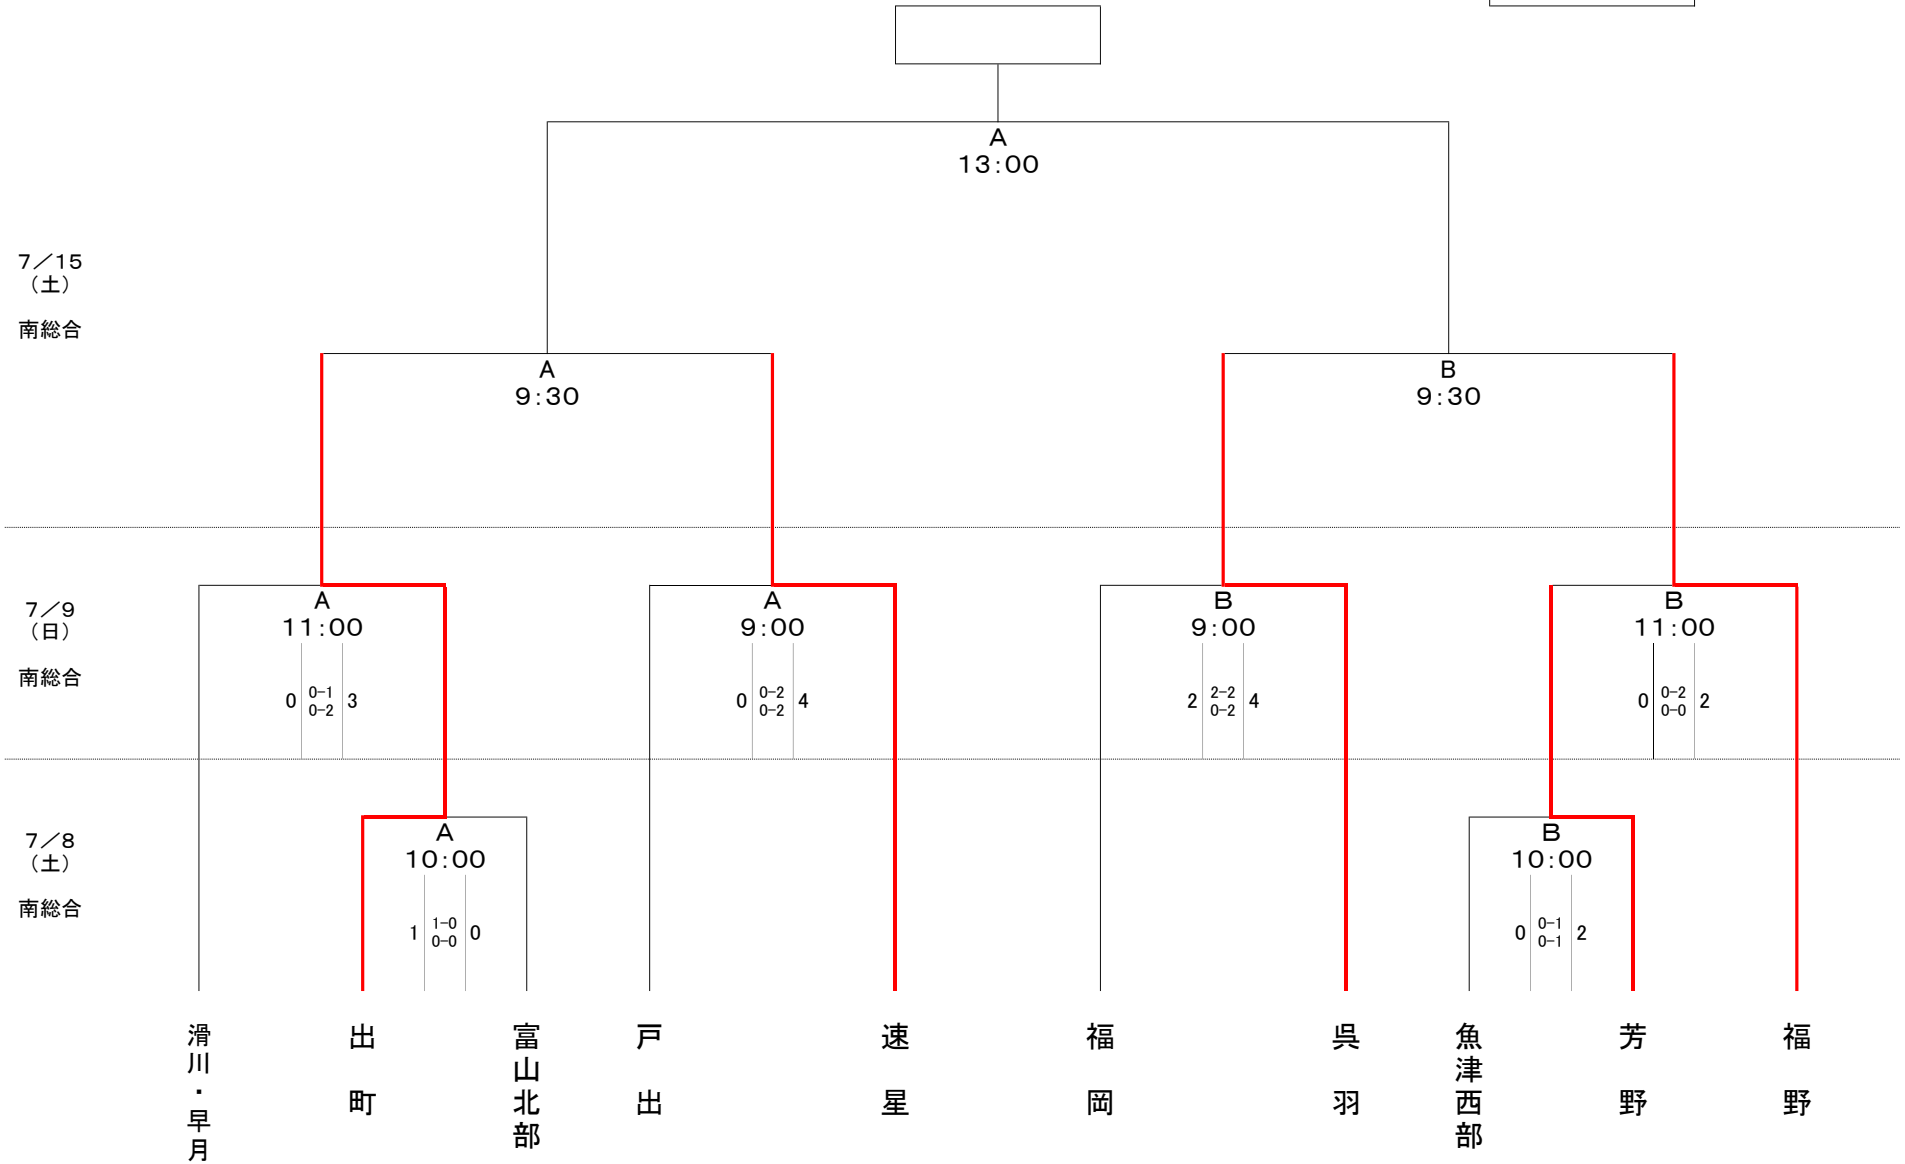 A
13:00
7/15
(土)
南総合
A
9:30
B
9:30
7/9
(日)
南総合
A
11:00
0 0-1 3
0-2
A
9:00
0 0-2 4
0-2
B
9:00
2 2-2 4
0-2
B
11:00
0 0-2 2
0-0
7/8
(土)
南総合
A
10:00
1 1-0 0
0-0
B
10:00
0 0-1 2
0-1
滑川・早月
出町
富山北部
戸出
速星
福岡
呉羽
魚津西部
芳野
福野